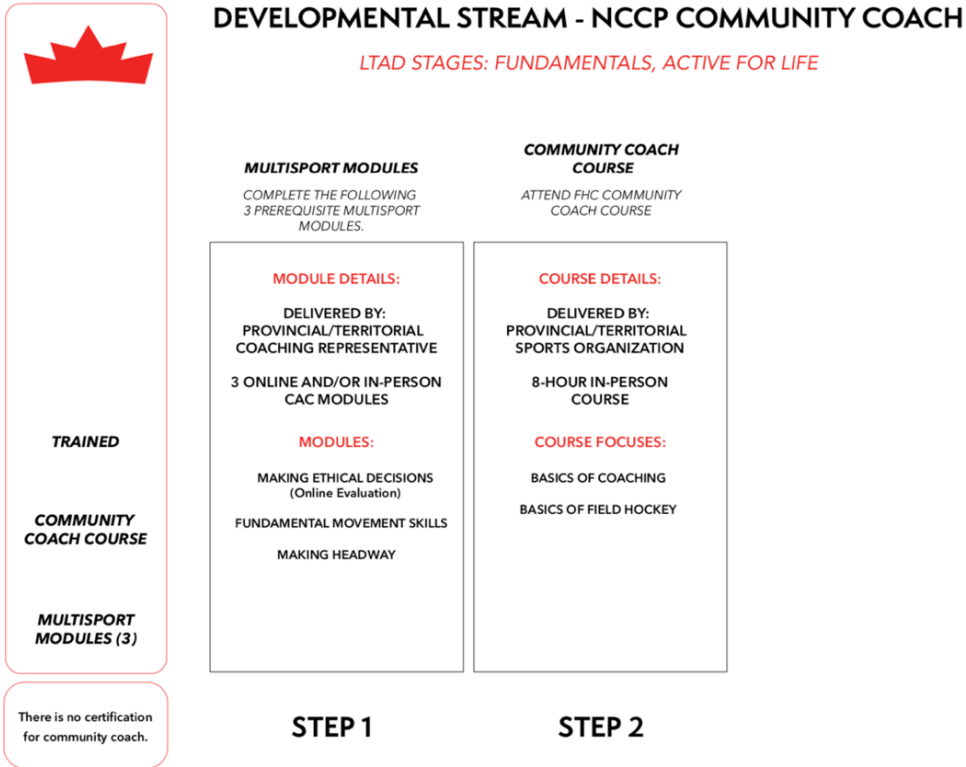 DEVELOPMENTAL STREAM - NCCP COMMUNITY COACH
LTAD STAGES: FUNDAMENTALS, ACTIVE FOR LIFE
TRAINED
COMMUNITY
COACH COURSE
MULTISPORT
MODULES (3)
There is no certification
for community coach.
MULTISPORT MODULES
COMPLETE THE FOLLOWING
3 PREREQUISITE MULTISPORT
MODULES.
MODULE DETAILS:
DELIVERED BY:
PROVINCIAL/TERRITORIAL
COACHING REPRESENTATIVE
3 ONLINE AND/OR IN-PERSON
CAC MODULES
MODULES:
MAKING ETHICAL DECISIONS
(Online Evaluation)
FUNDAMENTAL MOVEMENT SKILLS
MAKING HEADWAY
STEP 1
COMMUNITY COACH
COURSE
ATTEND FHC COMMUNITY
COACH COURSE
COURSE DETAILS:
DELIVERED BY:
PROVINCIAL/TERRITORIAL
SPORTS ORGANIZATION
8-HOUR IN-PERSON
COURSE
COURSE FOCUSES:
BASICS OF COACHING
BASICS OF FIELD HOCKEY
STEP 2